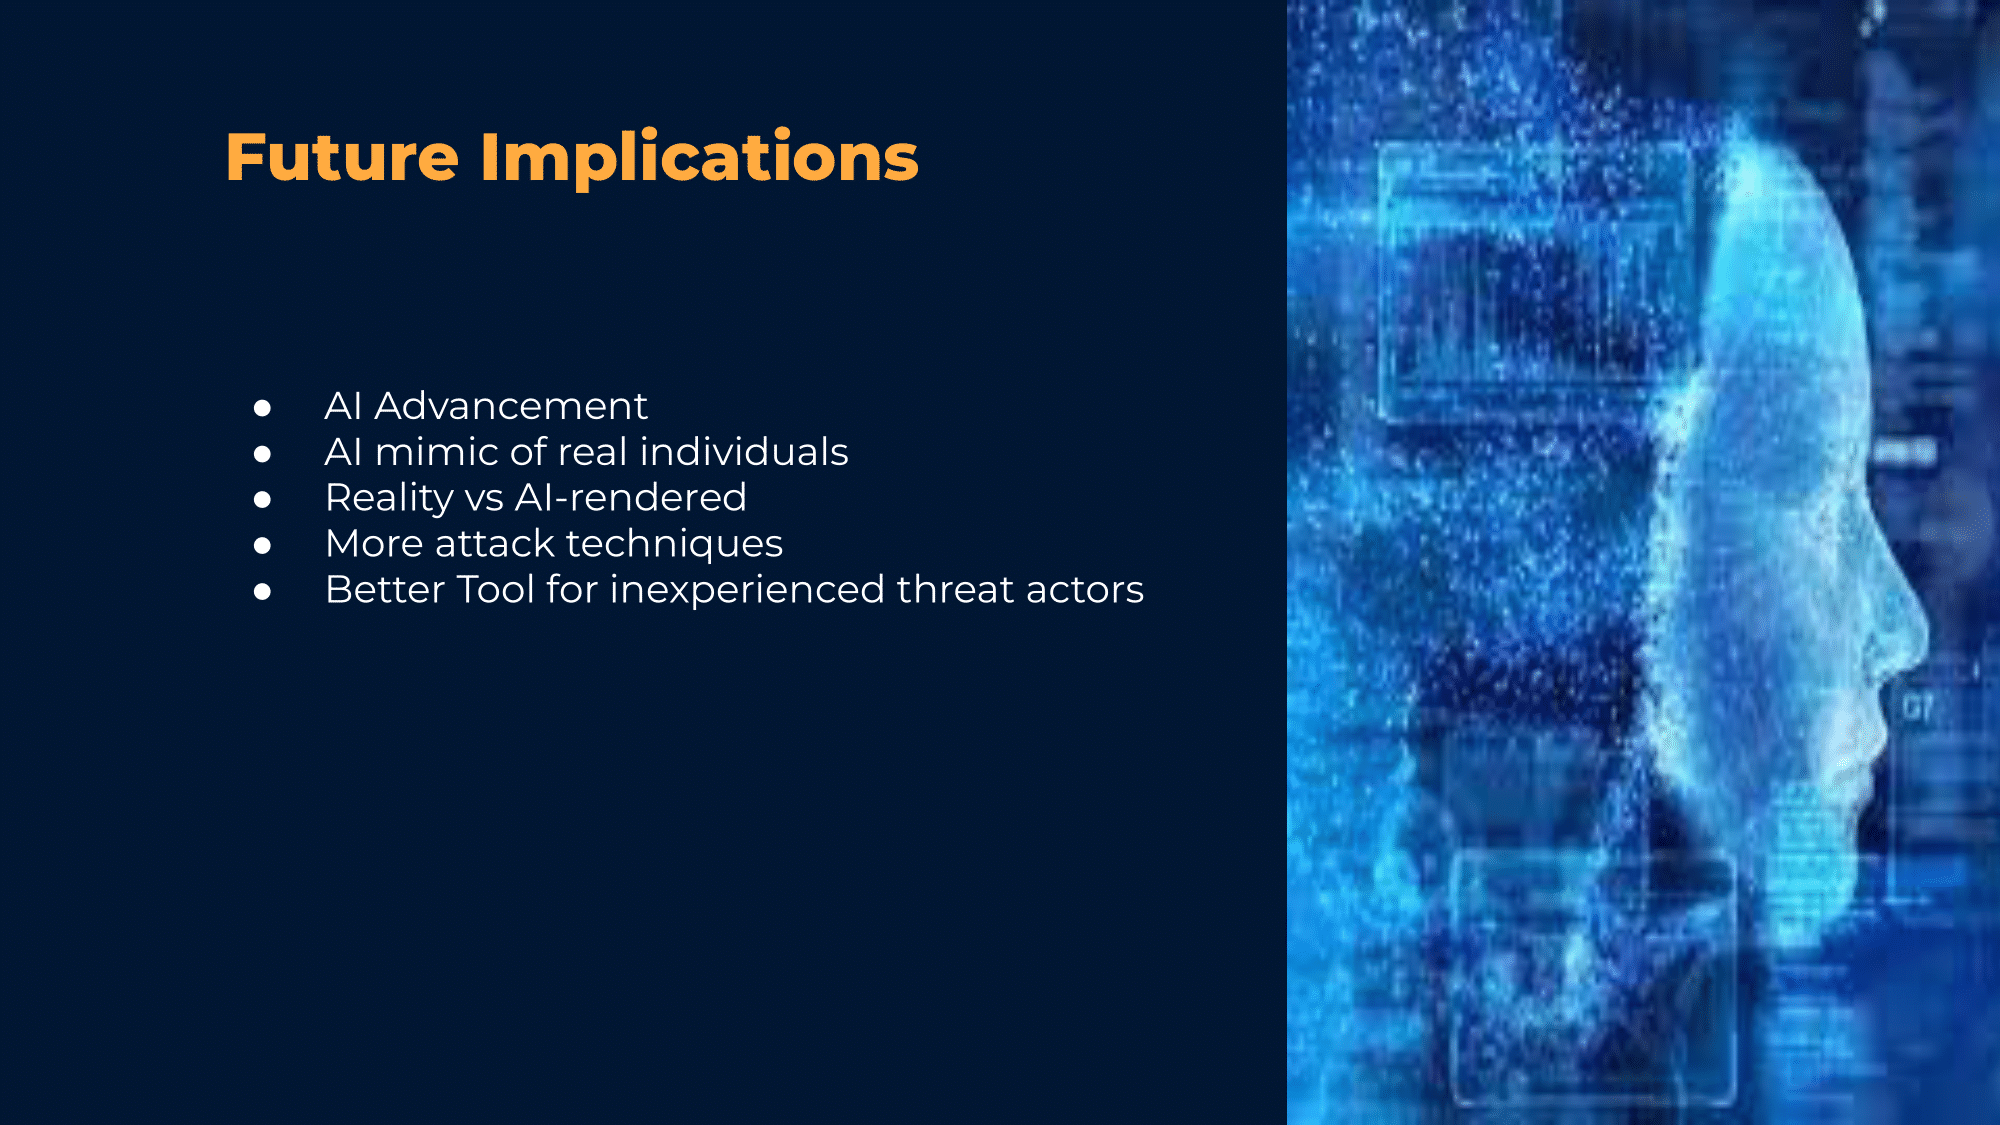 Future Implications
● AI Advancement
● AI mimic of real individuals
● Reality vs AI-rendered
● More attack techniques
● Better Tool for inexperienced threat actors